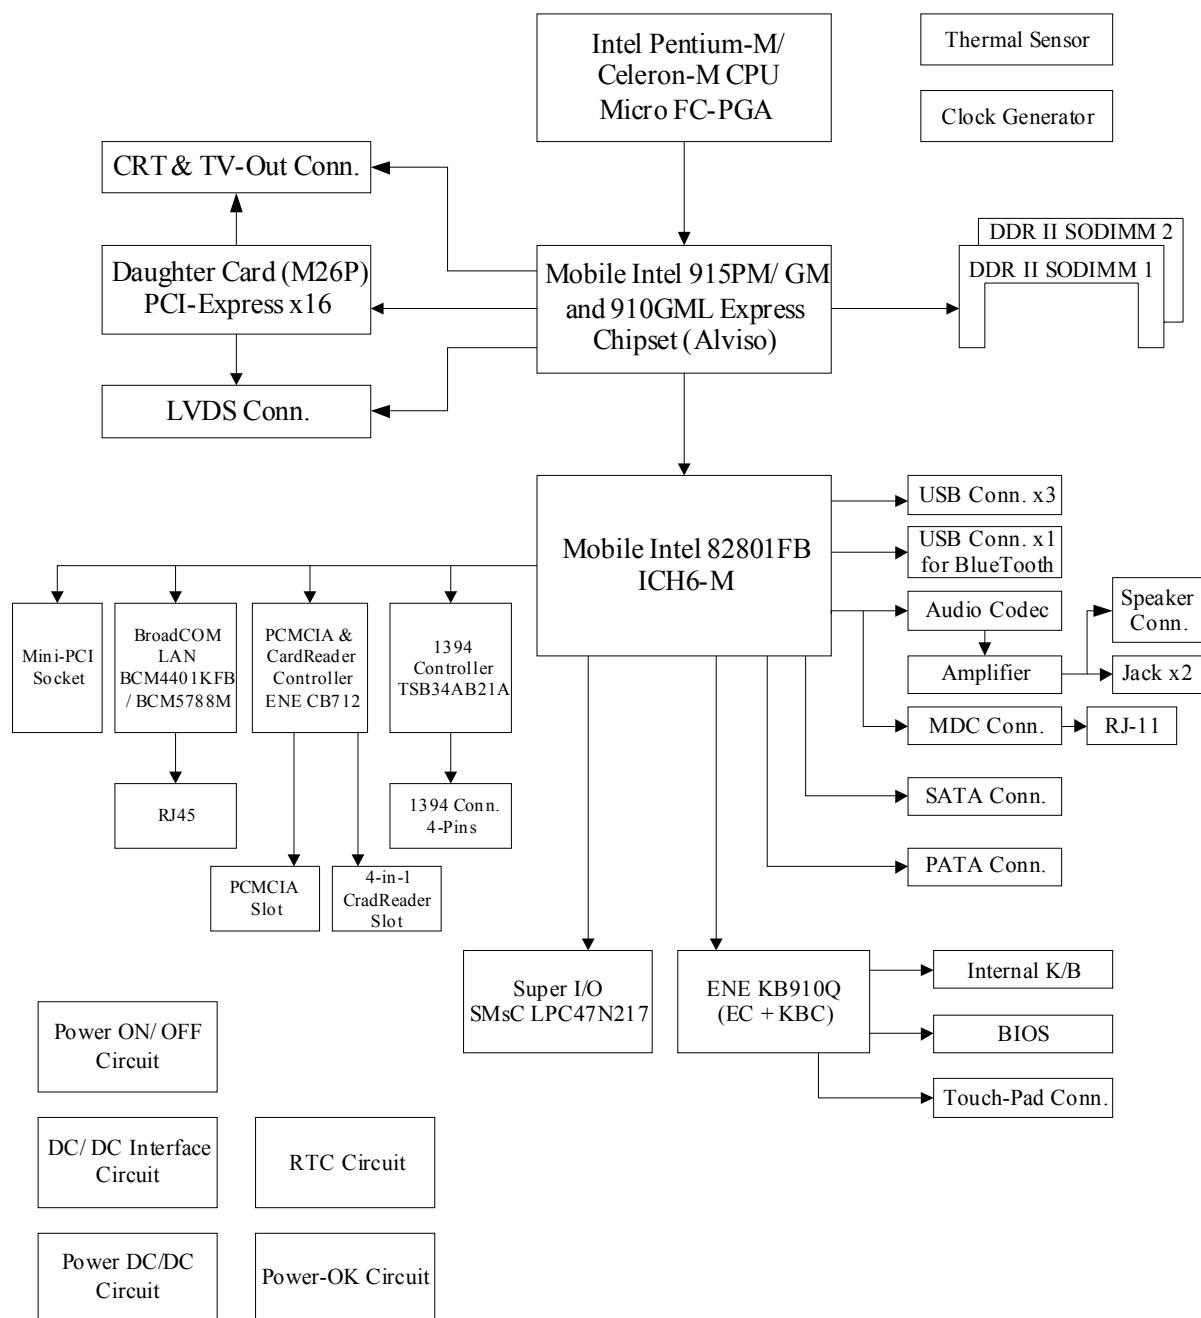 Intel Pentium-M/
Celeron-M CPU
Micro FC-PGA
Thermal Sensor
Clock Generator
CRT & TV-Out Conn.
Daughter Card (M26P)
PCI-Express x16
LVDS Conn.
Mobile Intel 915PM/ GM
and 910GML Express
Chipset (Alviso)
DDR II SODIMM 2
DDR II SODIMM 1
Mobile Intel 82801FB
ICH6-M
USB Conn. x3
USB Conn. x1
for BlueTooth
Audio Codec
Speaker
Conn.
Amplifier
Jack x2
MDC Conn.
RJ-11
SATA Conn.
PATA Conn.
Mini-PCI
Socket
BroadCOM
LAN
BCM4401KFB
/ BCM5788M
PCMCIA &
CardReader
Controller
ENE CB712
1394
Controller
TSB34AB21A
RJ45
1394 Conn.
4-Pins
PCMCIA
Slot
4-in-1
CradReader
Slot
Super I/O
SMsC LPC47N217
ENE KB910Q
(EC + KBC)
Internal K/B
BIOS
Touch-Pad Conn.
Power ON/ OFF
Circuit
DC/ DC Interface
Circuit
RTC Circuit
Power DC/DC
Circuit
Power-OK Circuit